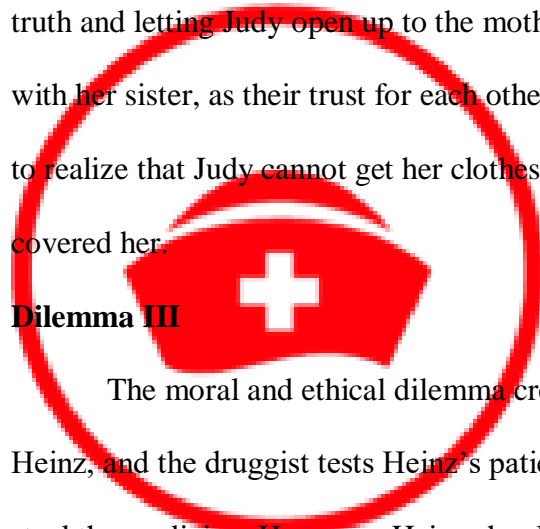 truth and letting Judy open up to the moth
with her sister, as their trust for each othe
to realize that Judy cannot get her clothes
covered her.
Dilemma III
The moral and ethical dilemma cr
Heinz, and the druggist tests Heinz's patie